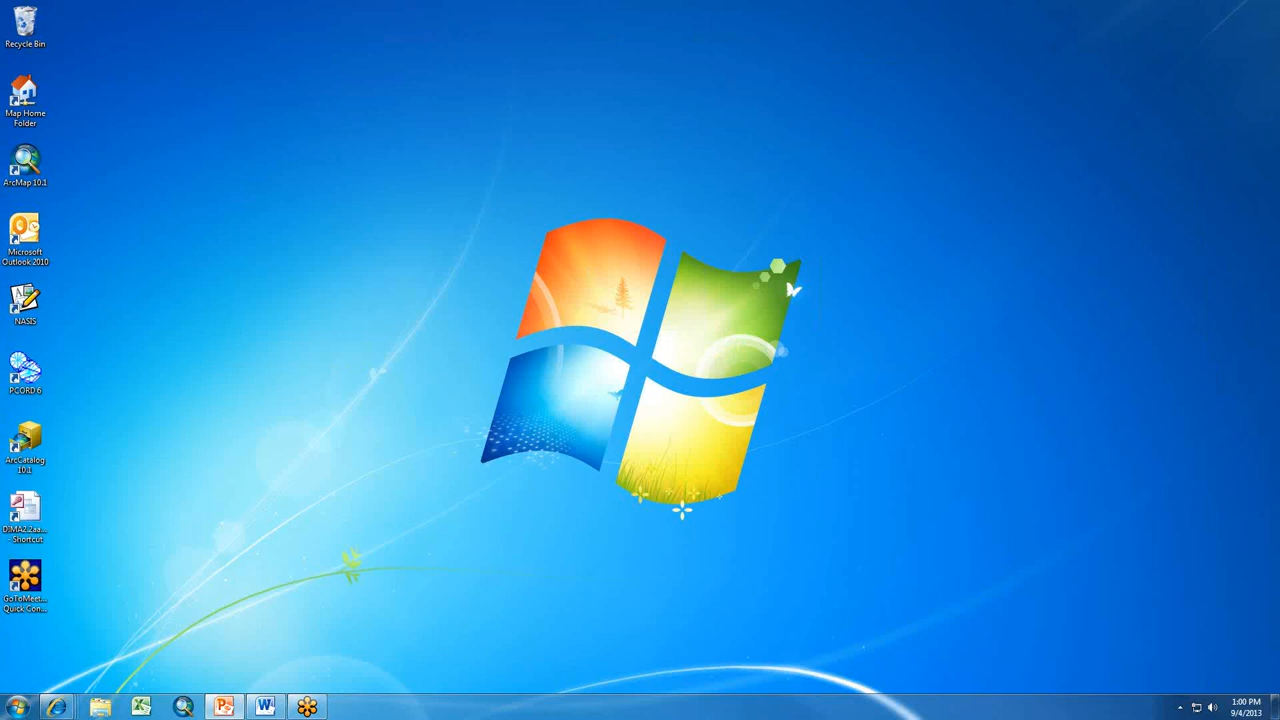 Recycle Bin
Map Home
Folder
ArcMap 10.1
Microsoft
Outlook 2010
NASIS
PCORD 6
ArcCatalog
10.1
DIMA2.2aa...
- Shortcut
GoToMeet...
Quick Con...
1:00 PM
9/4/2013